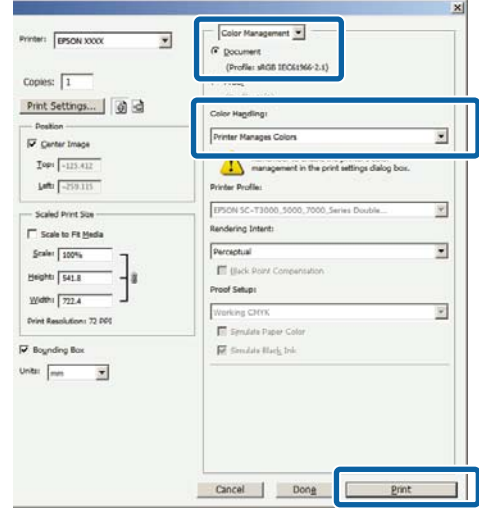 Printer: EPSON XXXX
Copies: 1
Print Settings...
Position
Center Image
Top: -125.412
Left: -259.115
Scaled Print Size
Scale to Fit Media
Scale: 100%
Height: 541.8
Width: 722.4
Print Resolution: 72 PPI
Bounding Box
Units: mm
Color Management
Document
(Profile: sRGB IEC61966-2.1)
Color Handling:
Printer Manages Colors
management in the print settings dialog box.
Printer Profile:
EPSON SC-T3000_5000_7000_Series Double...
Rendering Intent:
Perceptual
Black Point Compensation
Proof Setup:
Working CMYK
Simulate Paper Color
Simulate Black Ink
Cancel
Done
Print